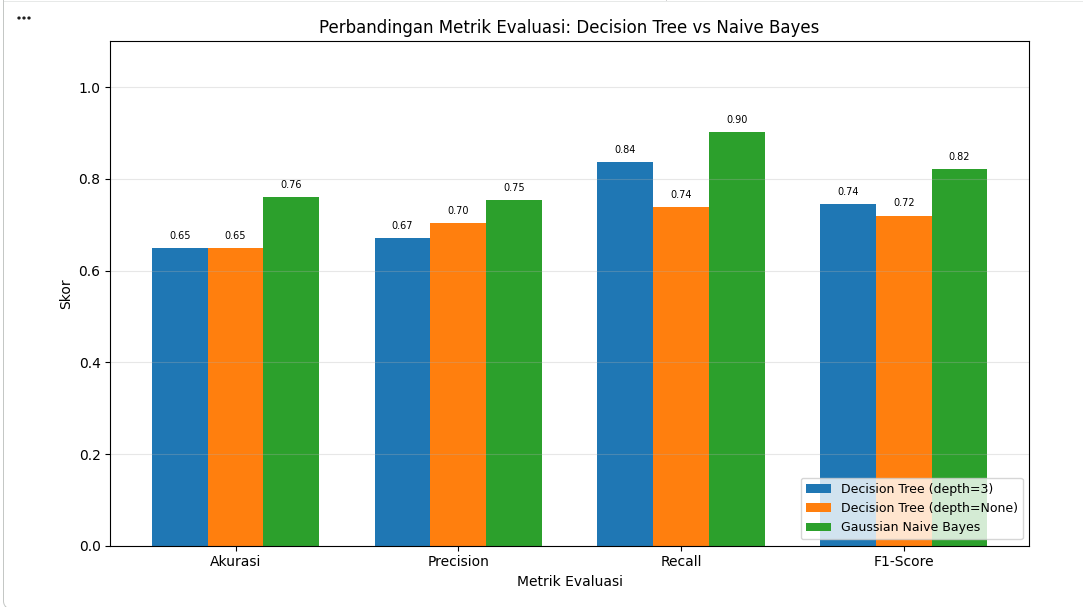 Perbandingan Metrik Evaluasi: Decision Tree vs Naive Bayes
Skor
1.0
0.8
0.6
0.4
0.2
0.0
0.65
0.65
0.76
0.67
0.70
0.75
0.84
0.74
0.90
0.74
0.72
0.82
Decision Tree (depth=3)
Decision Tree (depth=None)
Gaussian Naive Bayes
Akurasi
Precision
Recall
F1-Score
Metrik Evaluasi